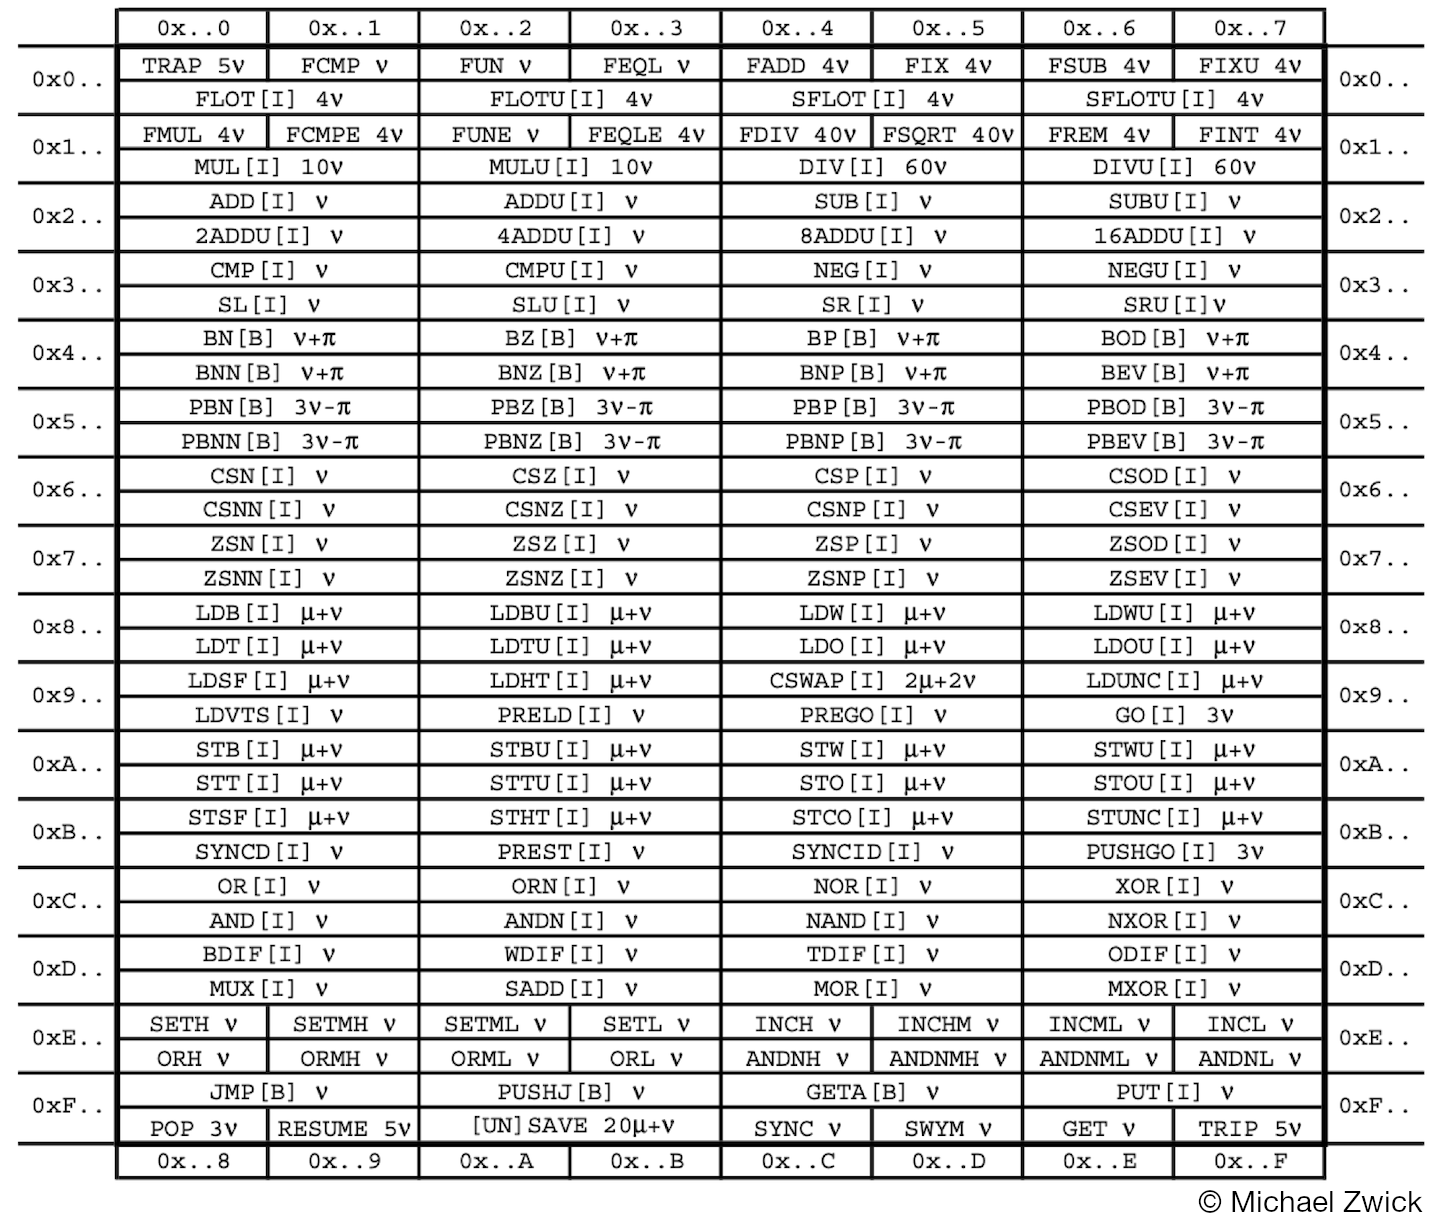 0x..0 0x..1 0x..2 0x..3 0x..4 0x..5 0x..6 0x..7
0x0.. TRAP 5ν FCMP ν FUN ν FEQL ν FADD 4ν FIX 4ν FSUB 4ν FIXU 4ν 0x0..
FLOT[I] 4ν FLOTU[I] 4ν SFLOT[I] 4ν SFLOTU[I] 4ν
0x1.. FMUL 4ν FCMPE 4ν FUNE ν FEQLE 4ν FDIV 40ν FSQRT 40ν FREM 4ν FINT 4ν 0x1..
MUL[I] 10ν MULU[I] 10ν DIV[I] 60ν DIVU[I] 60ν
0x2.. ADD[I] ν ADDU[I] ν SUB[I] ν SUBU[I] ν 0x2..
2ADDU[I] ν 4ADDU[I] ν 8ADDU[I] ν 16ADDU[I] ν
0x3.. CMP[I] ν CMPU[I] ν NEG[I] ν NEGU[I] ν 0x3..
SL[I] ν SLU[I] ν SR[I] ν SRU[I]ν
0x4.. BN[B] ν+π BZ[B] ν+π BP[B] ν+π BOD[B] ν+π 0x4..
BNN[B] ν+π BNZ[B] ν+π BNP[B] ν+π BEV[B] ν+π
0x5.. PBN[B] 3ν-π PBZ[B] 3ν-π PBP[B] 3ν-π PBOD[B] 3ν-π 0x5..
PBNN[B] 3ν-π PBNZ[B] 3ν-π PBNP[B] 3ν-π PBEV[B] 3ν-π
0x6.. CSN[I] ν CSZ[I] ν CSP[I] ν CSOD[I] ν 0x6..
CSNN[I] ν CSNZ[I] ν CSNP[I] ν CSEV[I] ν
0x7.. ZSN[I] ν ZSZ[I] ν ZSP[I] ν ZSOD[I] ν 0x7..
ZSNN[I] ν ZSNZ[I] ν ZSNP[I] ν ZSEV[I] ν
0x8.. LDB[I] μ+ν LDBU[I] μ+ν LDW[I] μ+ν LDWU[I] μ+ν 0x8..
LDT[I] μ+ν LDTU[I] μ+ν LDO[I] μ+ν LDOU[I] μ+ν
0x9.. LDSF[I] μ+ν LDHT[I] μ+ν CSWAP[I] 2μ+2ν LDUNC[I] μ+ν 0x9..
LDVTS[I] ν PRELD[I] ν PREGO[I] ν GO[I] 3ν
0xA.. STB[I] μ+ν STBU[I] μ+ν STW[I] μ+ν STWU[I] μ+ν 0xA..
STT[I] μ+ν STTU[I] μ+ν STO[I] μ+ν STOU[I] μ+ν
0xB.. STSF[I] μ+ν STHT[I] μ+ν STCO[I] μ+ν STUNC[I] μ+ν 0xB..
SYNCD[I] ν PREST[I] ν SYNCID[I] ν PUSHGO[I] 3ν
0xC.. OR[I] ν ORN[I] ν NOR[I] ν XOR[I] ν 0xC..
AND[I] ν ANDN[I] ν NAND[I] ν NXOR[I] ν
0xD.. BDIF[I] ν WDIF[I] ν TDIF[I] ν ODIF[I] ν 0xD..
MUX[I] ν SADD[I] ν MOR[I] ν MXOR[I] ν
0xE.. SETH ν SETMH ν SETML ν SETL ν INCH ν INCHM ν INCML ν INCL ν 0xE..
ORH ν ORMH ν ORML ν ORL ν ANDNH ν ANDNMH ν ANDNML ν ANDNL ν
0xF.. JMP[B] ν PUSHJ[B] ν GETA[B] ν PUT[I] ν 0xF..
POP 3ν RESUME 5ν [UN]SAVE 20μ+ν SYNC ν SWYM ν GET ν TRIP 5ν
0x..8 0x..9 0x..A 0x..B 0x..C 0x..D 0x..E 0x..F
© Michael Zwick